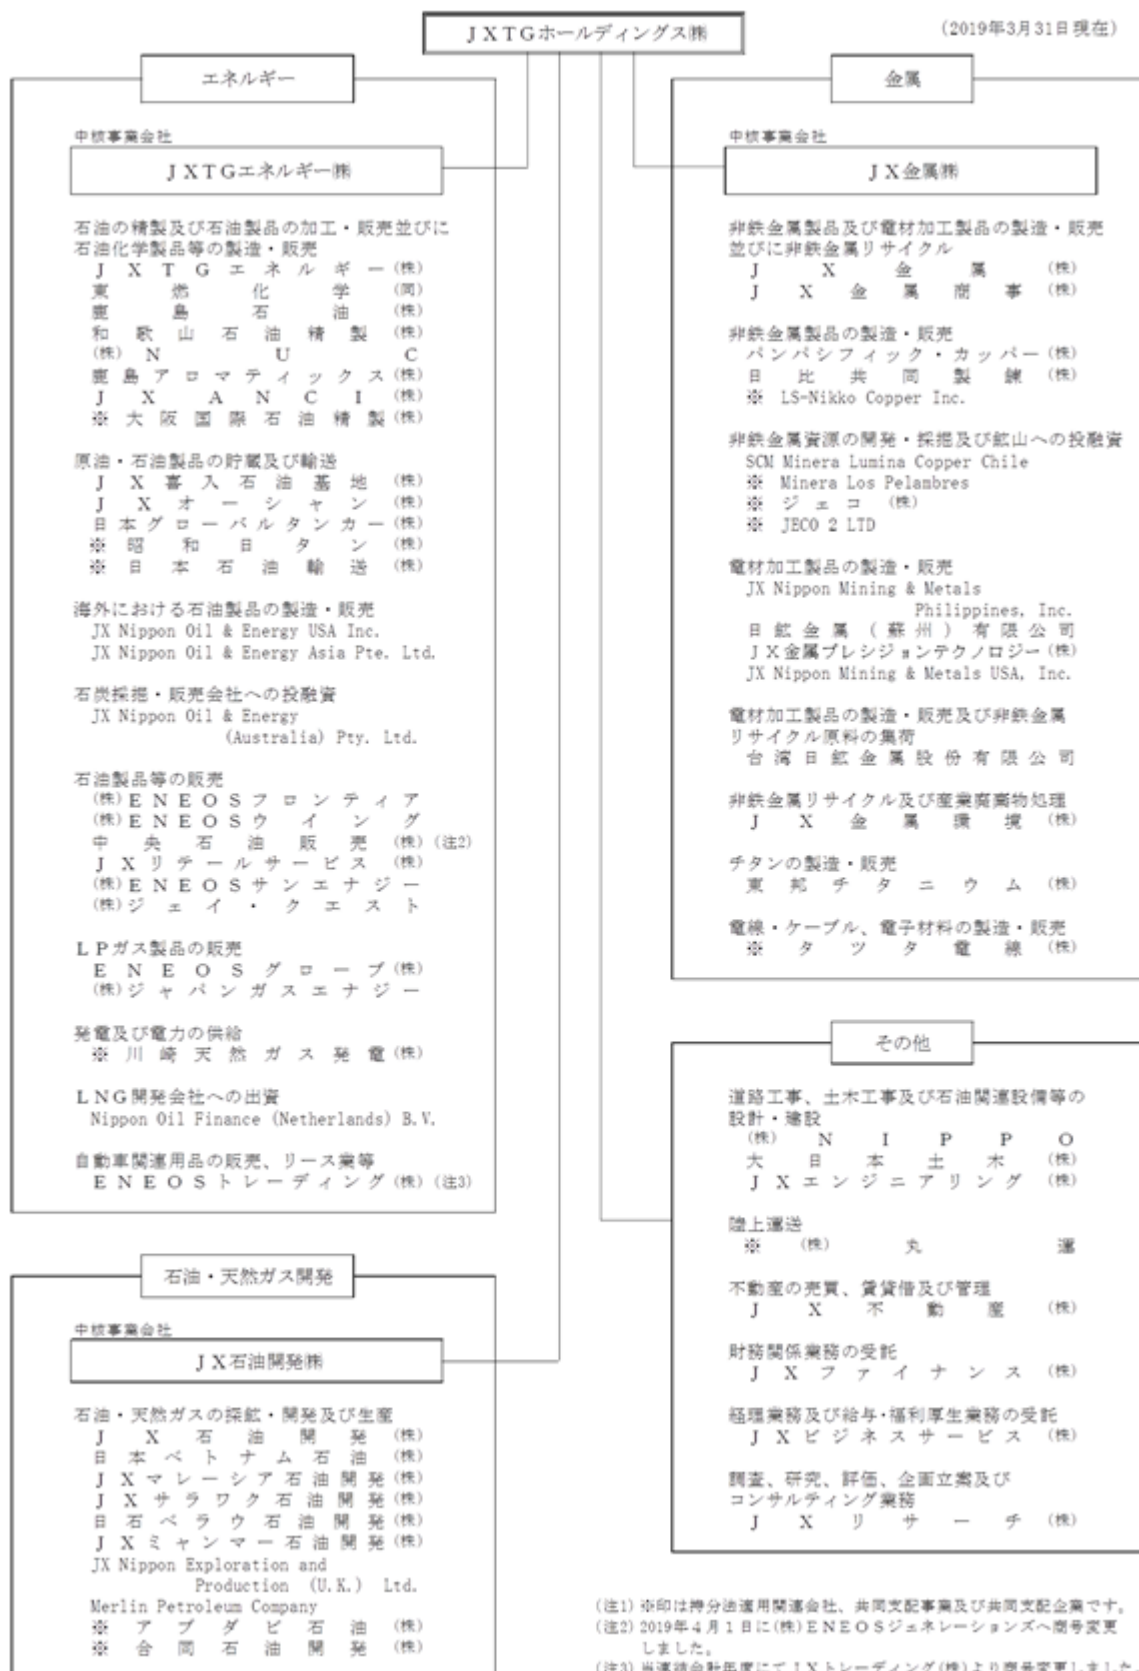 JXTGホールディングス㈱
(2019年3月31日現在)
エネルギー
中核事業会社
JXTGエネルギー㈱
石油の精製及び石油製品の加工・販売並びに
石油化学製品等の製造・販売
JXTGエネルギー(株)
東燃化学(同)
鹿島石油(株)
和歌山石油精製(株)
(株)NUC
鹿島アロマティックス(株)
JXANCI(株)
※大阪国際石油精製(株)
原油・石油製品の貯蔵及び輸送
JX喜入石油基地(株)
JXオーシャン(株)
日本グローバルタンカー(株)
※昭和日タン(株)
※日本石油輸送(株)
海外における石油製品の製造・販売
JX Nippon Oil & Energy USA Inc.
JX Nippon Oil & Energy Asia Pte. Ltd.
石炭採掘・販売会社への投融資
JX Nippon Oil & Energy
(Australia) Pty. Ltd.
石油製品等の販売
(株)ENEOSフロンティア
(株)ENEOSウイング
中央石油販売(株)(注2)
JXリテールサービス(株)
(株)ENEOSサンエナジー
(株)ジェイ・クエスト
LPガス製品の販売
ENEOSグローブ(株)
(株)ジャパンガスエナジー
発電及び電力の供給
※川崎天然ガス発電(株)
LNG開発会社への出資
Nippon Oil Finance (Netherlands) B.V.
自動車関連用品の販売、リース業等
ENEOSトレーディング(株)(注3)
石油・天然ガス開発
中核事業会社
JX石油開発㈱
石油・天然ガスの探鉱・開発及び生産
JX石油開発(株)
日本ベトナム石油(株)
JXマレーシア石油開発(株)
JXサラワク石油開発(株)
日石ベラウ石油開発(株)
JXミャンマー石油開発(株)
JX Nippon Exploration and
Production (U.K.) Ltd.
Merlin Petroleum Company
※アブダビ石油(株)
※合同石油開発(株)
金属
中核事業会社
JX金属㈱
非鉄金属製品及び電材加工製品の製造・販売
並びに非鉄金属リサイクル
JX金属(株)
JX金属商事(株)
非鉄金属製品の製造・販売
パンパシフィック・カッパー(株)
日比共同製錬(株)
※ LS-Nikko Copper Inc.
非鉄金属資源の開発・採掘及び鉱山への投融資
SCM Minera Lumina Copper Chile
※ Minera Los Pelambres
※ ジェコ(株)
※ JECO 2 LTD
電材加工製品の製造・販売
JX Nippon Mining & Metals
Philippines, Inc.
日鉱金属(蘇州)有限公司
JX金属プレシジョンテクノロジー(株)
JX Nippon Mining & Metals USA, Inc.
電材加工製品の製造・販売及び非鉄金属
リサイクル原料の集荷
台湾日鉱金属股份有限公司
非鉄金属リサイクル及び産業廃棄物処理
JX金属環境(株)
チタンの製造・販売
東邦チタニウム(株)
電線・ケーブル、電子材料の製造・販売
※タツタ電線(株)
その他
道路工事、土木工事及び石油関連設備等の
設計・建設
(株)NIPPO
大日本土木(株)
JXエンジニアリング(株)
陸上運送
※(株)丸運
不動産の売買、賃貸借及び管理
JX不動産(株)
財務関係業務の受託
JXファイナンス(株)
経理業務及び給与・福利厚生業務の受託
JXビジネスサービス(株)
調査、研究、評価、企画立案及び
コンサルティング業務
JXリサーチ(株)
(注1) ※印は持分法適用関連会社、共同支配事業及び共同支配企業です。
(注2) 2019年4月1日に(株)ENEOSジェネレーションズへ商号変更
しました。
(注3) 当連結会計年度にてJXトレーディング(株)より商号変更しました。